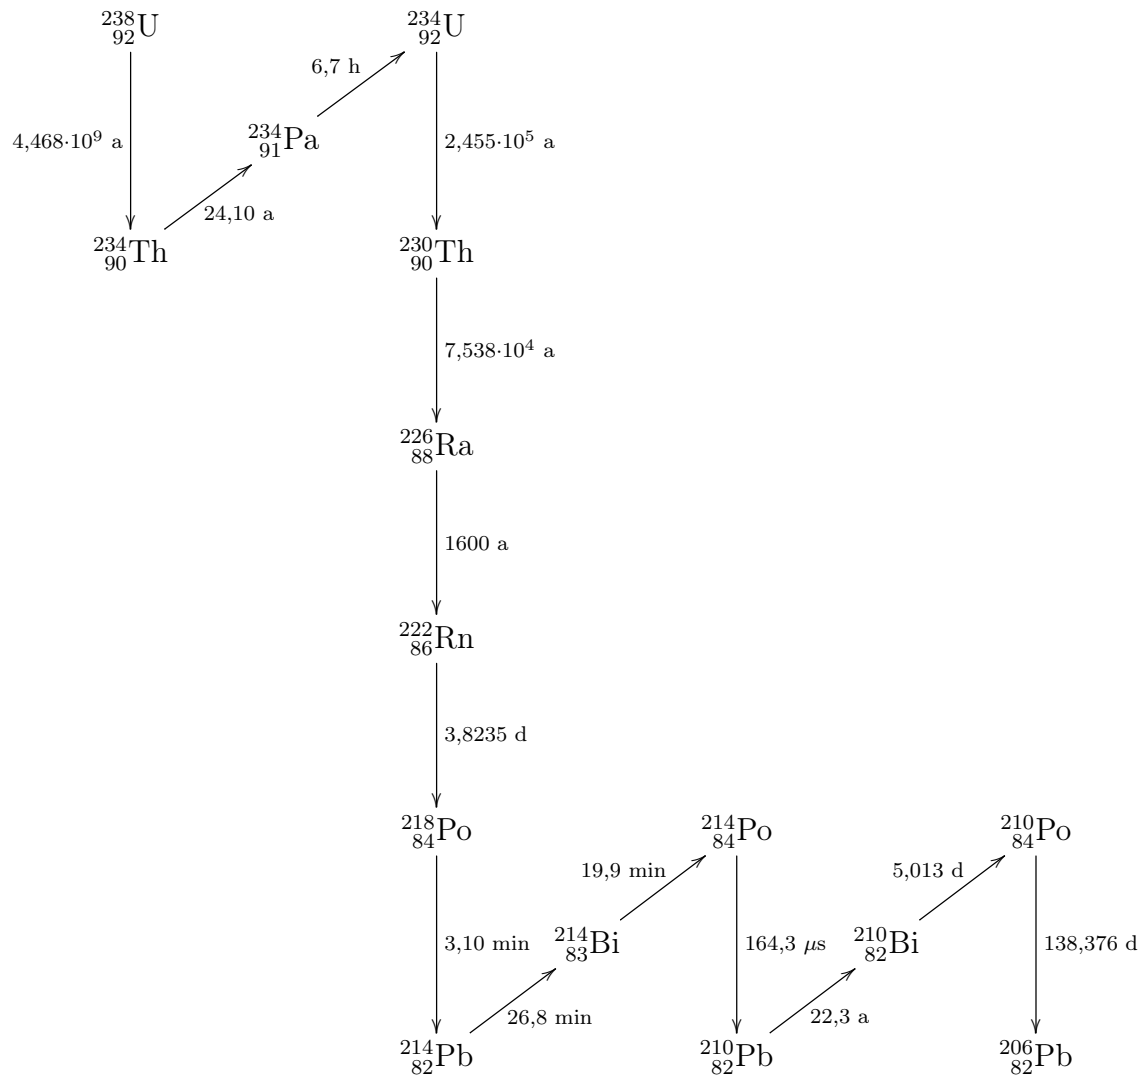 ²³⁸₉₂U ²³⁴₉₂U
6,7 h
4,468·10⁹ a ²³⁴₉₁Pa 2,455·10⁵ a
24,10 a
²³⁴₉₀Th ²³⁰₉₀Th
7,538·10⁴ a
²²⁶₈₈Ra
1600 a
²²²₈₆Rn
3,8235 d
²¹⁸₈₄Po ²¹⁴₈₄Po ²¹⁰₈₄Po
19,9 min 5,013 d
3,10 min ²¹⁴₈₃Bi 164,3 μs ²¹⁰₈₂Bi 138,376 d
26,8 min 22,3 a
²¹⁴₈₂Pb ²¹⁰₈₂Pb ²⁰⁶₈₂Pb